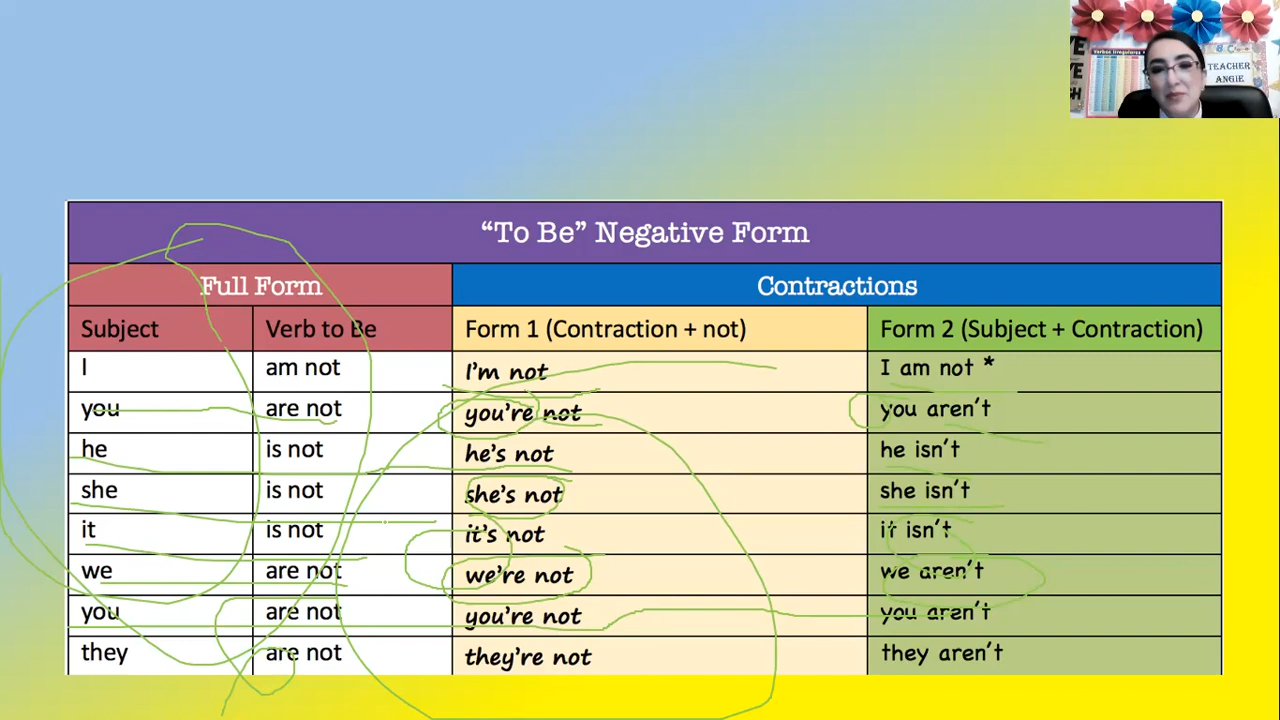 Verbos Irregulares
TEACHER
ANGIE
"To Be" Negative Form
Full Form Contractions
Subject Verb to Be Form 1 (Contraction + not) Form 2 (Subject + Contraction)
I am not I'm not I am not *
you are not you're not you aren't
he is not he's not he isn't
she is not she's not she isn't
it is not it's not it isn't
we are not we're not we aren't
you are not you're not you aren't
they are not they're not they aren't